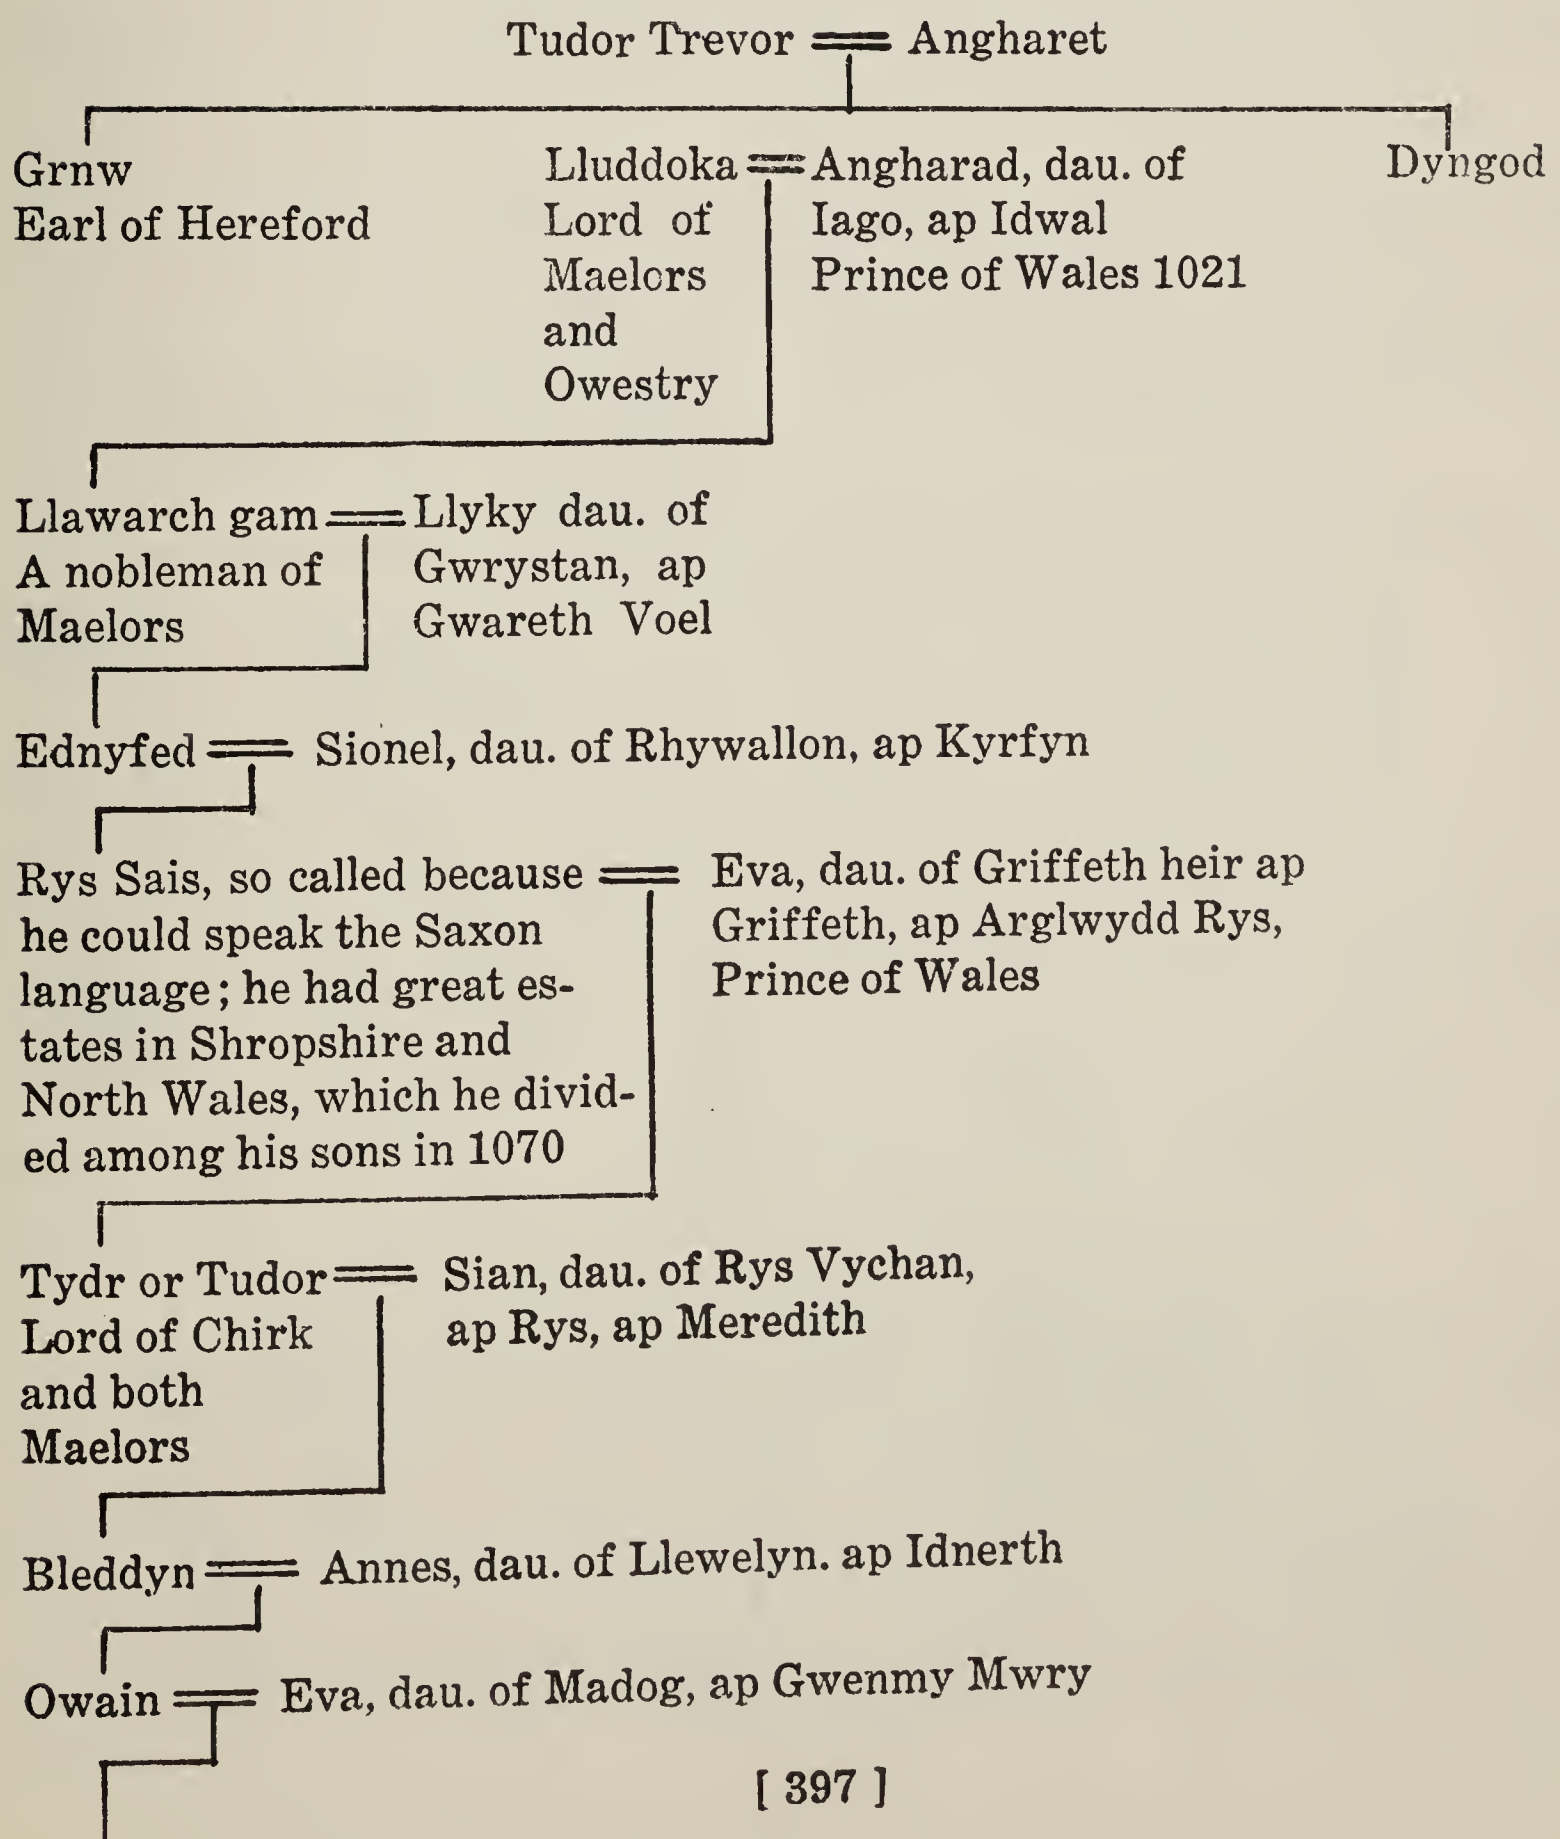 Tudor Trevor Angharet
Grnw
Earl of Hereford
Lluddoka
Lord of
Maelors
and
Owestry
Angharad, dau. of
Iago, ap Idwal
Prince of Wales 1021
Dyngod
Llawarch gam
A nobleman of
Maelors
Llyky dau. of
Gwrystan, ap
Gwareth Voel
Ednyfed Sionel, dau. of Rhywallon, ap Kyrfyn
Rys Sais, so called because
he could speak the Saxon
language; he had great es-
tates in Shropshire and
North Wales, which he divid-
ed among his sons in 1070
Eva, dau. of Griffeth heir ap
Griffeth, ap Arglwydd Rys,
Prince of Wales
Tydr or Tudor
Lord of Chirk
and both
Maelors
Sian, dau. of Rys Vychan,
ap Rys, ap Meredith
Bleddyn Annes, dau. of Llewelyn. ap Idnerth
Owain Eva, dau. of Madog, ap Gwenmy Mwry
[ 397 ]